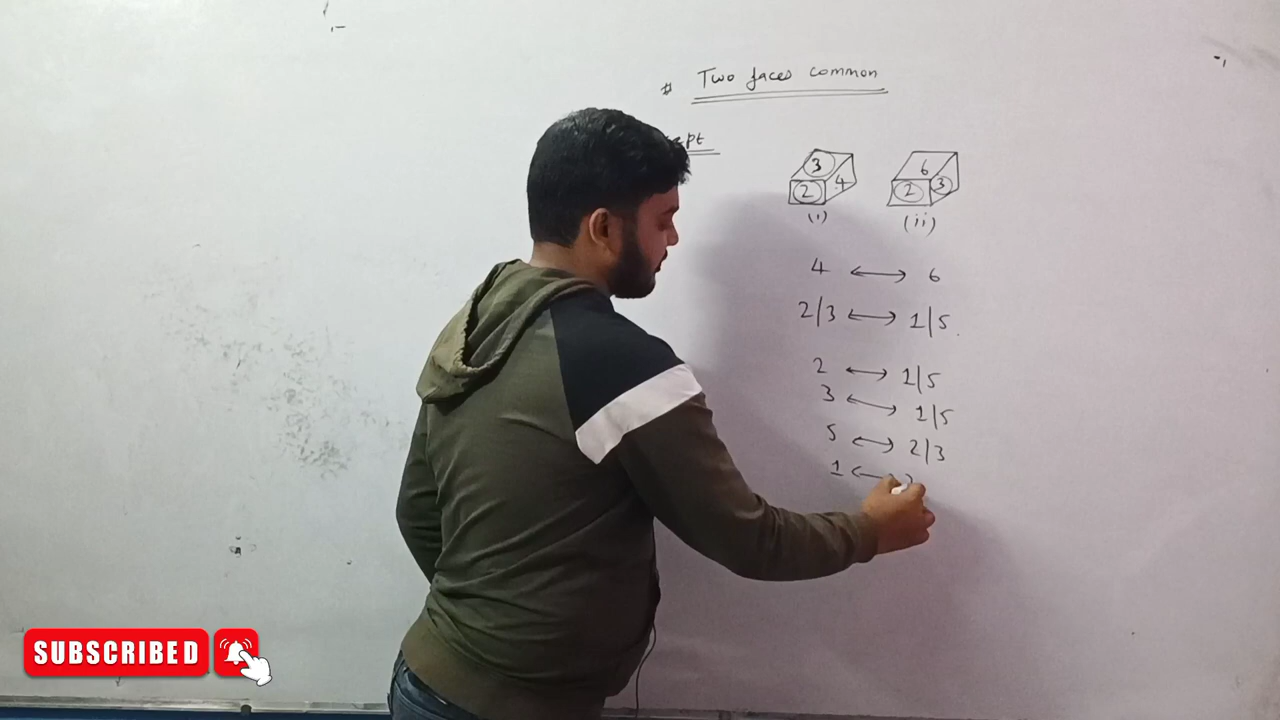 # Two faces common
3 2 4
6 2 3
(i) (ii)
4 ⟷ 6
2/3 ⟷ 1/5.
2 ⟷ 1/5
3 ⟷ 1/5
5 ⟷ 2/3
1 ⟷
SUBSCRIBED